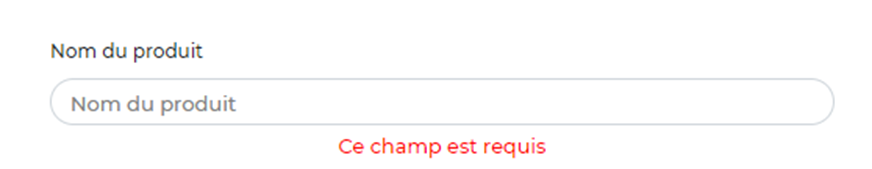 Nom du produit
Nom du produit
Ce champ est requis